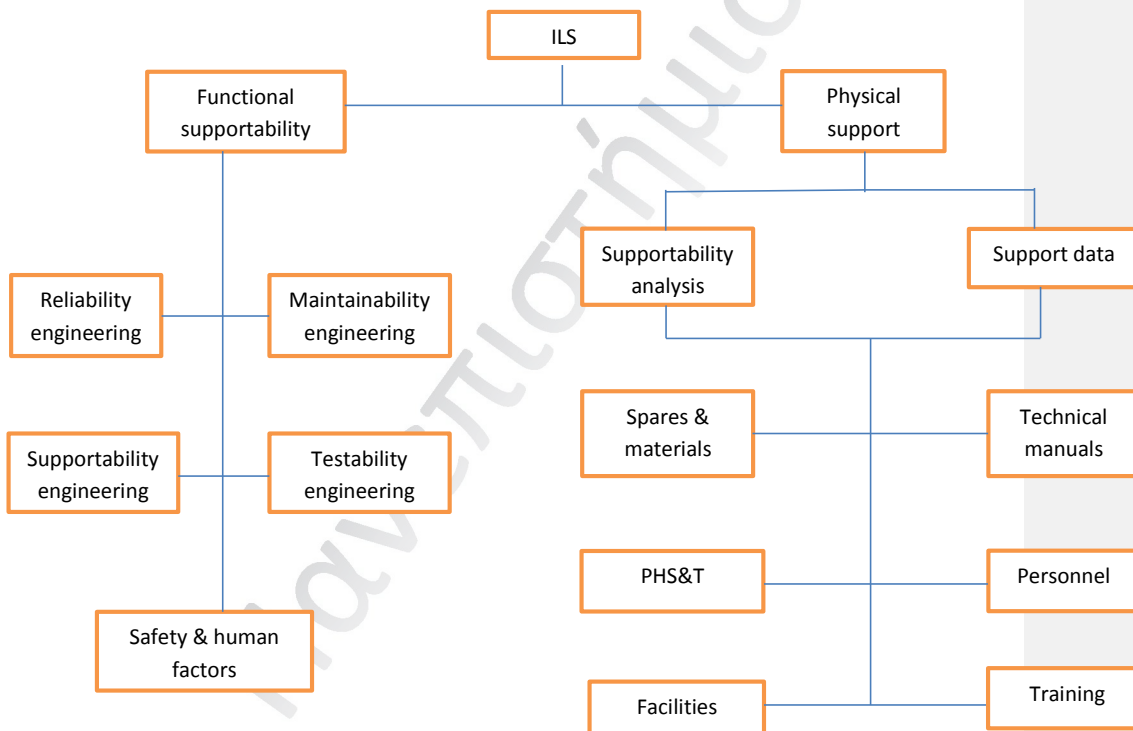 ILS
Functional
supportability
Physical
support
Supportability
analysis
Support data
Reliability
engineering
Maintainability
engineering
Spares &
materials
Technical
manuals
Supportability
engineering
Testability
engineering
PHS&T
Personnel
Safety & human
factors
Facilities
Training
Πανεπιστήμιο